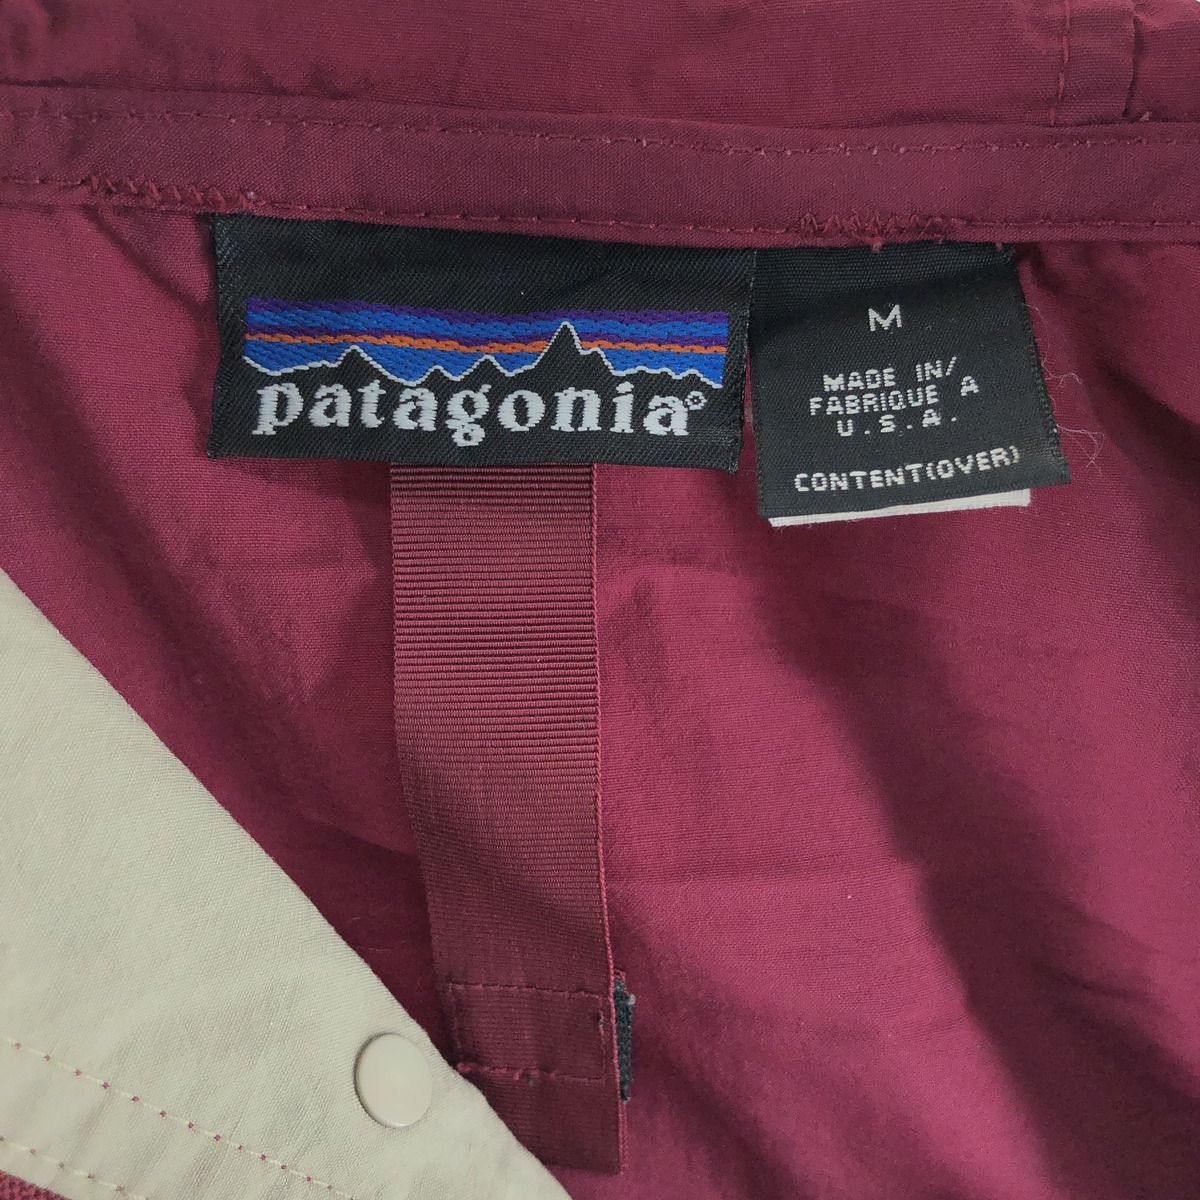 patagonia®
M
MADE IN/
FABRIQUE A
U.S.A.
CONTENT(OVER)